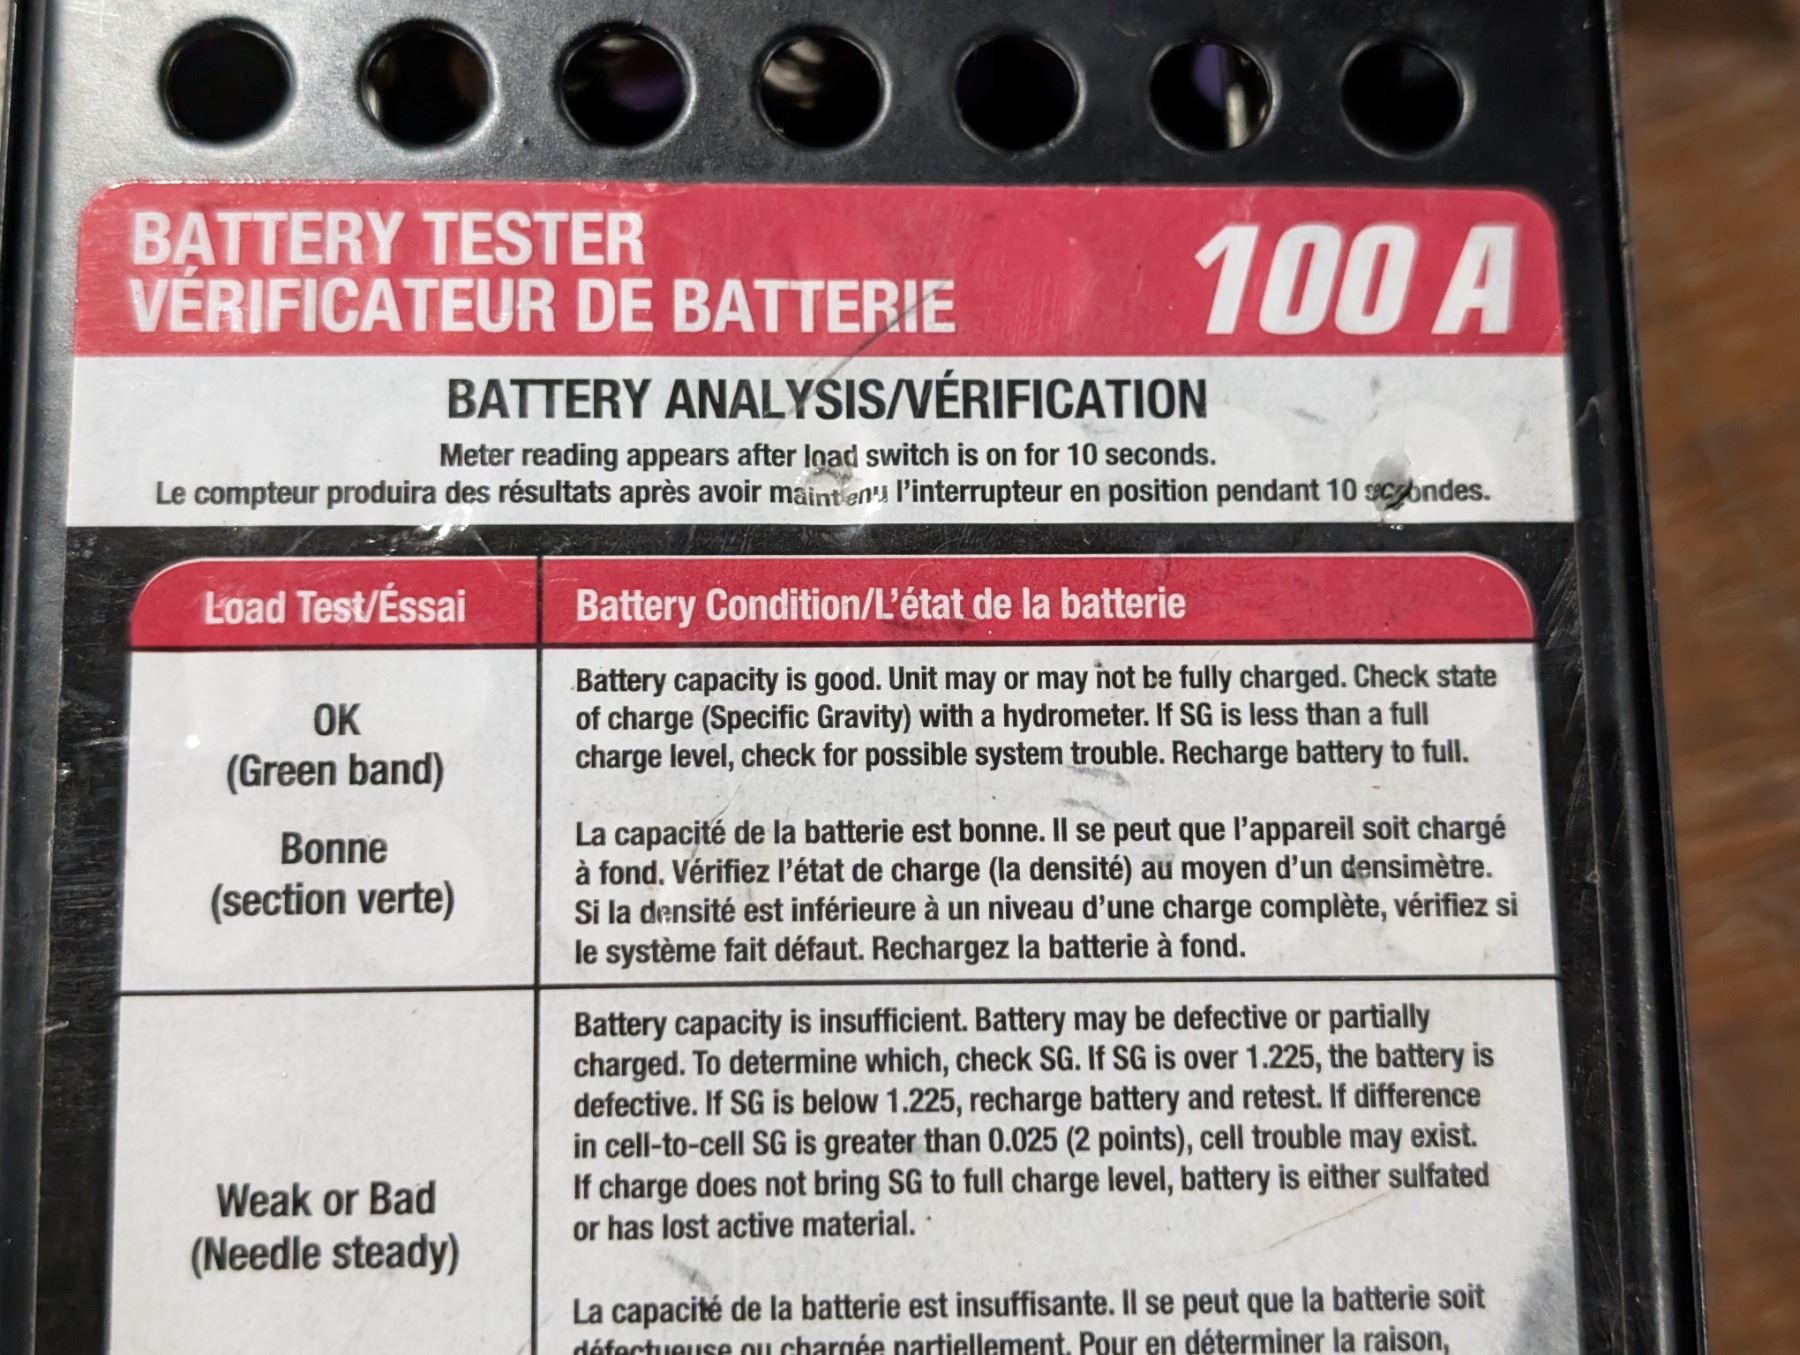 BATTERY TESTER
VÉRIFICATEUR DE BATTERIE
100 A
BATTERY ANALYSIS/VÉRIFICATION
Meter reading appears after load switch is on for 10 seconds.
Le compteur produira des résultats après avoir maintenu l'interrupteur en position pendant 10 secondes.
Load Test/Éssai
Battery Condition/L'état de la batterie
OK
(Green band)
Bonne
(section verte)
Battery capacity is good. Unit may or may not be fully charged. Check state
of charge (Specific Gravity) with a hydrometer. If SG is less than a full
charge level, check for possible system trouble. Recharge battery to full.
La capacité de la batterie est bonne. Il se peut que l'appareil soit chargé
à fond. Vérifiez l'état de charge (la densité) au moyen d'un densimètre.
Si la densité est inférieure à un niveau d'une charge complète, vérifiez si
le système fait défaut. Rechargez la batterie à fond.
Weak or Bad
(Needle steady)
Battery capacity is insufficient. Battery may be defective or partially
charged. To determine which, check SG. If SG is over 1.225, the battery is
defective. If SG is below 1.225, recharge battery and retest. If difference
in cell-to-cell SG is greater than 0.025 (2 points), cell trouble may exist.
If charge does not bring SG to full charge level, battery is either sulfated
or has lost active material.
La capacité de la batterie est insuffisante. Il se peut que la batterie soit
défectueuse ou chargée partiellement. Pour en déterminer la raison,